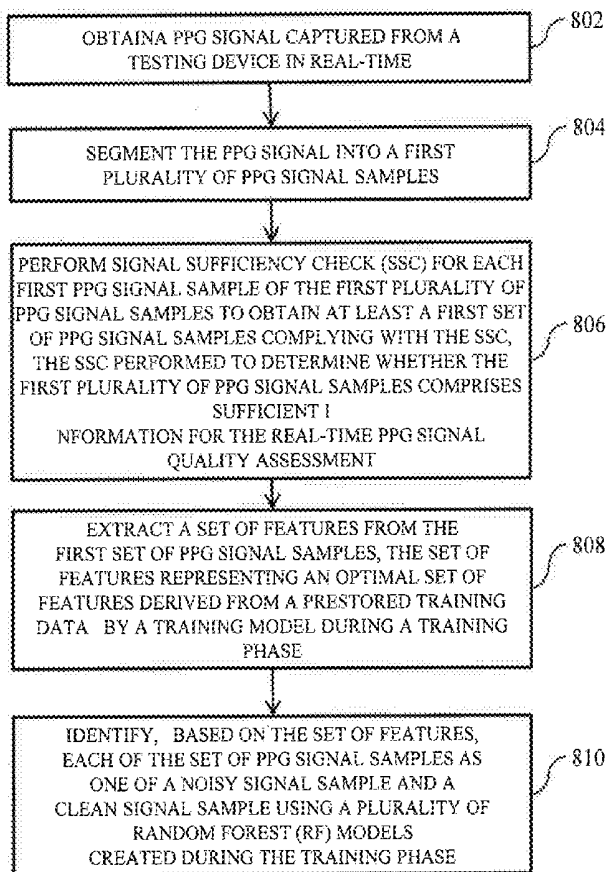 OBTAINA PPG SIGNAL CAPTURED FROM A
TESTING DEVICE IN REAL-TIME
802
SEGMENT THE PPG SIGNAL INTO A FIRST
PLURALITY OF PPG SIGNAL SAMPLES
804
PERFORM SIGNAL SUFFICIENCY CHECK (SSC) FOR EACH
FIRST PPG SIGNAL SAMPLE OF THE FIRST PLURALITY OF
PPG SIGNAL SAMPLES TO OBTAIN AT LEAST A FIRST SET
OF PPG SIGNAL SAMPLES COMPLYING WITH THE SSC,
THE SSC PERFORMED TO DETERMINE WHETHER THE
FIRST PLURALITY OF PPG SIGNAL SAMPLES COMPRISES
SUFFICIENT I
NFORMATION FOR THE REAL-TIME PPG SIGNAL
QUALITY ASSESSMENT
806
EXTRACT A SET OF FEATURES FROM THE
FIRST SET OF PPG SIGNAL SAMPLES, THE SET OF
FEATURES REPRESENTING AN OPTIMAL SET OF
FEATURES DERIVED FROM A PRESTORED TRAINING
DATA BY A TRAINING MODEL DURING A TRAINING
PHASE
808
IDENTIFY, BASED ON THE SET OF FEATURES,
EACH OF THE SET OF PPG SIGNAL SAMPLES AS
ONE OF A NOISY SIGNAL SAMPLE AND A
CLEAN SIGNAL SAMPLE USING A PLURALITY OF
RANDOM FOREST (RF) MODELS
CREATED DURING THE TRAINING PHASE
810